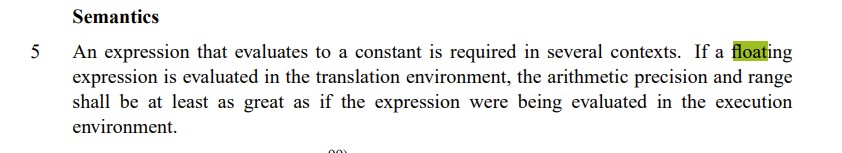 Semantics
5 An expression that evaluates to a constant is required in several contexts. If a floating
expression is evaluated in the translation environment, the arithmetic precision and range
shall be at least as great as if the expression were being evaluated in the execution
environment.